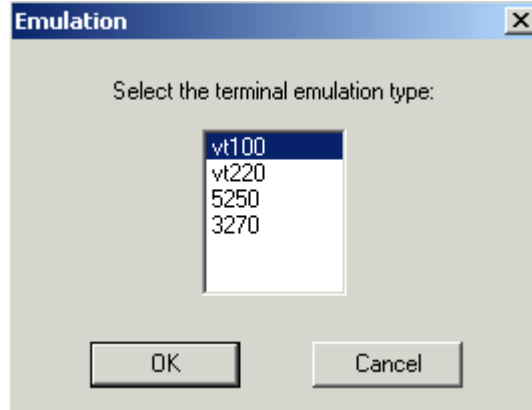 Emulation
Select the terminal emulation type:
vt100
vt220
5250
3270
OK
Cancel